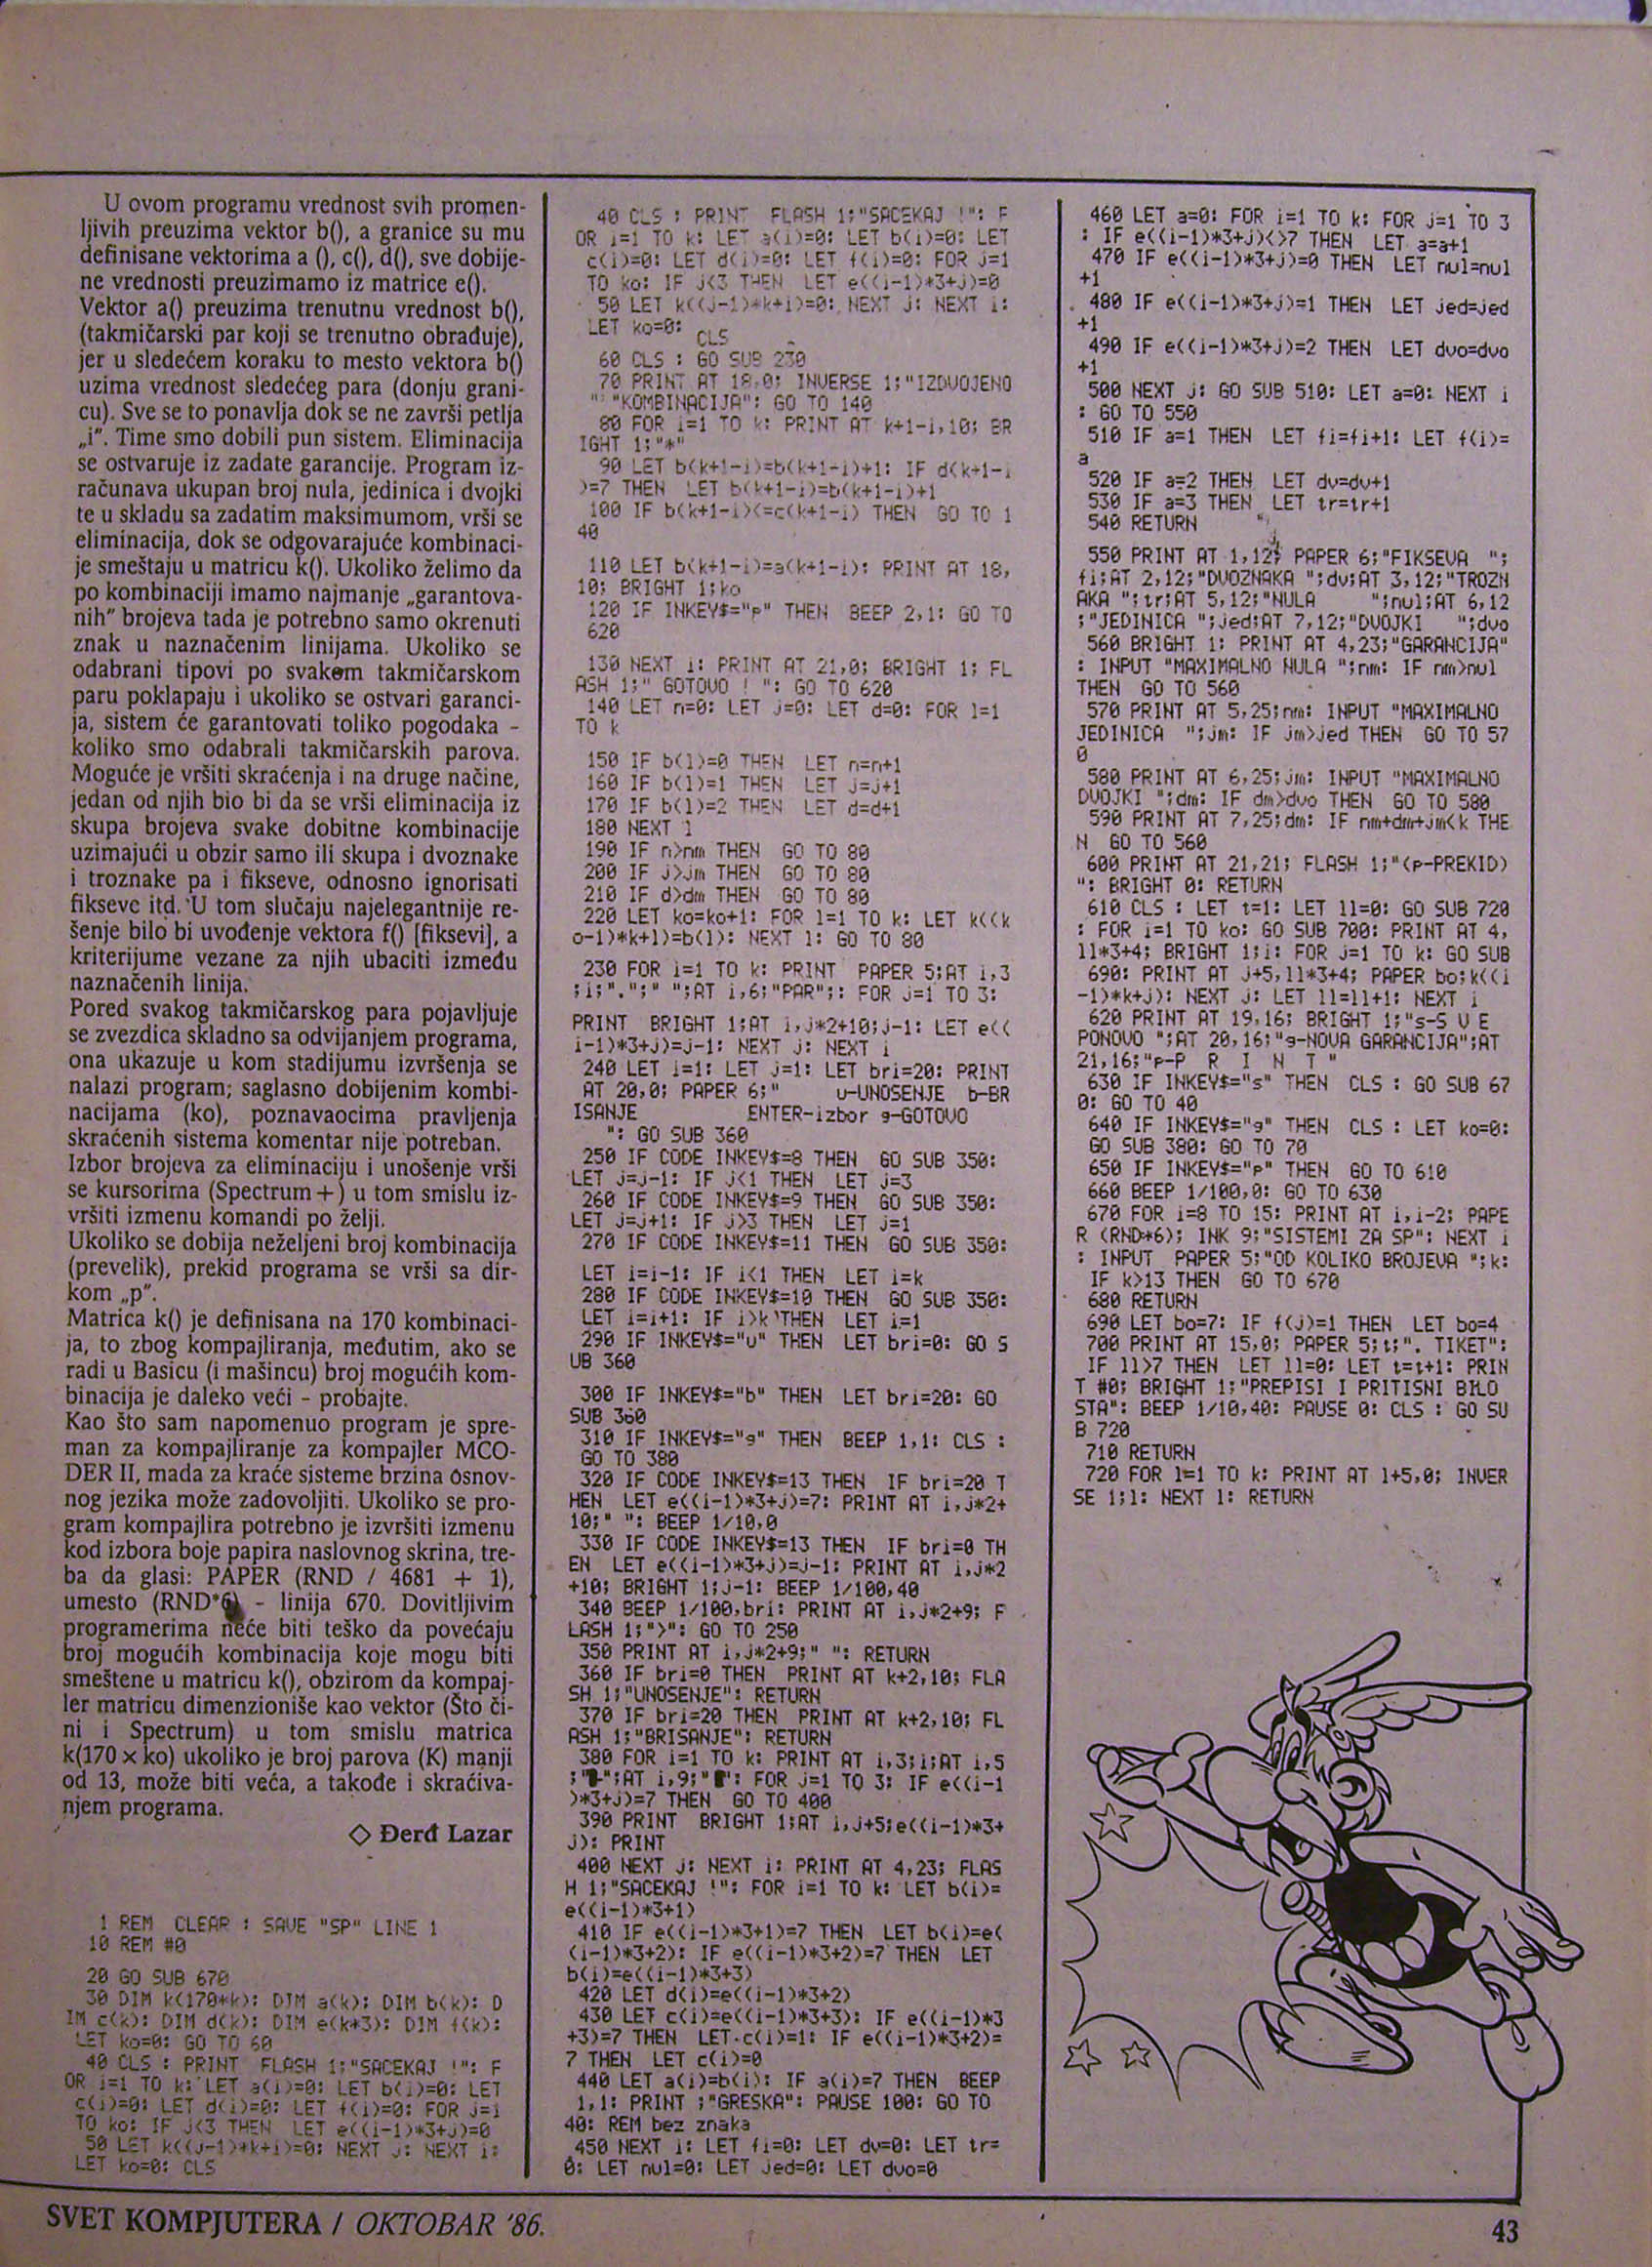 U ovom programu vrednost svih promen-
ljivih preuzima vektor b(), a granice su mu
definisane vektorima a (), c(), d(), sve dobije-
ne vrednosti preuzimamo iz matrice e().
Vektor a() preuzima trenutnu vrednost b(),
(takmičarski par koji se trenutno obrađuje),
jer u sledećem koraku to mesto vektora b()
uzima vrednost sledećeg para (donju grani-
cu). Sve se to ponavlja dok se ne završi petlja
„i”. Time smo dobili pun sistem. Eliminacija
se ostvaruje iz zadate garancije. Program iz-
računava ukupan broj nula, jedinica i dvojki
te u skladu sa zadatim maksimumom, vrši se
eliminacija, dok se odgovarajuće kombinaci-
je smeštaju u matricu k(). Ukoliko želimo da
po kombinaciji imamo najmanje „garantova-
nih” brojeva tada je potrebno samo okrenuti
znak u naznačenim linijama. Ukoliko se
odabrani tipovi po svakom takmičarskom
paru poklapaju i ukoliko se ostvari garanci-
ja, sistem će garantovati toliko pogodaka –
koliko smo odabrali takmičarskih parova.
Moguće je vršiti skraćenja i na druge načine,
jedan od njih bio bi da se vrši eliminacija iz
skupa brojeva svake dobitne kombinacije
uzimajući u obzir samo ili skupa i dvoznake
i troznake pa i fikseve, odnosno ignorisati
fikseve itd. U tom slučaju najelegantnije re-
šenje bilo bi uvođenje vektora f() [fiksevi], a
kriterijume vezane za njih ubaciti između
naznačenih linija.
Pored svakog takmičarskog para pojavljuje
se zvezdica skladno sa odvijanjem programa,
ona ukazuje u kom stadijumu izvršenja se
nalazi program; saglasno dobijenim kombi-
nacijama (ko), poznavaocima pravljenja
skraćenih sistema komentar nije potreban.
Izbor brojeva za eliminaciju i unošenje vrši
se kursorima (Spectrum+) u tom smislu iz-
vršiti izmenu komandi po želji.
Ukoliko se dobija neželjeni broj kombinacija
(prevelik), prekid programa se vrši sa dir-
kom „p”.
Matrica k() je definisana na 170 kombinaci-
ja, to zbog kompajliranja, međutim, ako se
radi u Basicu (i mašincu) broj mogućih kom-
binacija je daleko veći – probajte.
Kao što sam napomenuo program je spre-
man za kompajliranje za kompajler MCO-
DER II, mada za kraće sisteme brzina osnov-
nog jezika može zadovoljiti. Ukoliko se pro-
gram kompajlira potrebno je izvršiti izmenu
kod izbora boje papira naslovnog skrina, tre-
ba da glasi: PAPER (RND / 4681 + 1),
umesto (RND*6) – linija 670. Dovitljivim
programerima neće biti teško da povećaju
broj mogućih kombinacija koje mogu biti
smeštene u matricu k(), obzirom da kompaj-
ler matricu dimenzioniše kao vektor (Što či-
ni i Spectrum) u tom smislu matrica
k(170 × ko) ukoliko je broj parova (K) manji
od 13, može biti veća, a takođe i skraćiva-
njem programa.
◇ Đerđ Lazar
1 REM CLEAR : SAVE "SP" LINE 1
10 REM #0
20 GO SUB 670
30 DIM k(170*k): DIM a(k): DIM b(k): D
IM c(k): DIM d(k): DIM e(k*3): DIM f(k):
LET ko=0: GO TO 60
40 CLS : PRINT FLASH 1;"SACEKAJ !": F
OR i=1 TO k: LET a(i)=0: LET b(i)=0: LET
c(i)=0: LET d(i)=0: LET f(i)=0: FOR j=1
TO ko: IF j<3 THEN LET e((i-1)*3+j)=0
50 LET k((j-1)*k+i)=0: NEXT j: NEXT i:
LET ko=0: CLS
40 CLS : PRINT FLASH 1;"SACEKAJ !": F
OR i=1 TO k: LET a(i)=0: LET b(i)=0: LET
c(i)=0: LET d(i)=0: LET f(i)=0: FOR j=1
TO ko: IF j<3 THEN LET e((i-1)*3+j)=0
50 LET k((j-1)*k+i)=0: NEXT j: NEXT i:
LET ko=0: CLS
60 CLS : GO SUB 230
70 PRINT AT 18,0; INVERSE 1;"IZDVOJENO
"' "KOMBINACIJA": GO TO 140
80 FOR i=1 TO k: PRINT AT k+1-i,10; BR
IGHT 1;"*"
90 LET b(k+1-i)=b(k+1-i)+1: IF d(k+1-i
)=7 THEN LET b(k+1-i)=b(k+1-i)+1
100 IF b(k+1-i)<=c(k+1-i) THEN GO TO 1
40
110 LET b(k+1-i)=a(k+1-i): PRINT AT 18,
10; BRIGHT 1;ko
120 IF INKEY$="p" THEN BEEP 2,1: GO TO
620
130 NEXT i: PRINT AT 21,0; BRIGHT 1; FL
ASH 1;" GOTOVO ! ": GO TO 620
140 LET n=0: LET j=0: LET d=0: FOR l=1
TO k
150 IF b(l)=0 THEN LET n=n+1
160 IF b(l)=1 THEN LET j=j+1
170 IF b(l)=2 THEN LET d=d+1
180 NEXT l
190 IF n>nm THEN GO TO 80
200 IF j>jm THEN GO TO 80
210 IF d>dm THEN GO TO 80
220 LET ko=ko+1: FOR l=1 TO k: LET k((k
o-1)*k+l)=b(l): NEXT l: GO TO 80
230 FOR i=1 TO k: PRINT PAPER 5;AT i,3
;i;".";" ";AT i,6;"PAR";: FOR j=1 TO 3:
PRINT BRIGHT 1;AT i,j*2+10;j-1: LET e((
i-1)*3+j)=j-1: NEXT j: NEXT i
240 LET i=1: LET j=1: LET bri=20: PRINT
AT 20,0; PAPER 6;" u-UNOSENJE b-BR
ISANJE ENTER-izbor g-GOTOVO
": GO SUB 360
250 IF CODE INKEY$=8 THEN GO SUB 350:
LET j=j-1: IF j<1 THEN LET j=3
260 IF CODE INKEY$=9 THEN GO SUB 350:
LET j=j+1: IF j>3 THEN LET j=1
270 IF CODE INKEY$=11 THEN GO SUB 350:
LET i=i-1: IF i<1 THEN LET i=k
280 IF CODE INKEY$=10 THEN GO SUB 350:
LET i=i+1: IF i>k THEN LET i=1
290 IF INKEY$="u" THEN LET bri=0: GO S
UB 360
300 IF INKEY$="b" THEN LET bri=20: GO
SUB 360
310 IF INKEY$="g" THEN BEEP 1,1: CLS :
GO TO 380
320 IF CODE INKEY$=13 THEN IF bri=20 T
HEN LET e((i-1)*3+j)=7: PRINT AT i,j*2+
10;" ": BEEP 1/10,0
330 IF CODE INKEY$=13 THEN IF bri=0 TH
EN LET e((i-1)*3+j)=j-1: PRINT AT i,j*2
+10; BRIGHT 1;j-1: BEEP 1/100,40
340 BEEP 1/100,bri: PRINT AT i,j*2+9; F
LASH 1;">": GO TO 250
350 PRINT AT i,j*2+9;" ": RETURN
360 IF bri=0 THEN PRINT AT k+2,10; FLA
SH 1;"UNOSENJE": RETURN
370 IF bri=20 THEN PRINT AT k+2,10; FL
ASH 1;"BRISANJE": RETURN
380 FOR i=1 TO k: PRINT AT i,3;i;AT i,5
;AT i,9; : FOR j=1 TO 3: IF e((i-1
)*3+j)=7 THEN GO TO 400
390 PRINT BRIGHT 1;AT i,j+5;e((i-1)*3+
j): PRINT
400 NEXT j: NEXT i: PRINT AT 4,23; FLAS
H 1;"SACEKAJ !": FOR i=1 TO k: LET b(i)=
e((i-1)*3+1)
410 IF e((i-1)*3+1)=7 THEN LET b(i)=e(
(i-1)*3+2): IF e((i-1)*3+2)=7 THEN LET
b(i)=e((i-1)*3+3)
420 LET d(i)=e((i-1)*3+2)
430 LET c(i)=e((i-1)*3+3): IF e((i-1)*3
+3)=7 THEN LET c(i)=1: IF e((i-1)*3+2)=
7 THEN LET c(i)=0
440 LET a(i)=b(i): IF a(i)=7 THEN BEEP
1,1: PRINT ;"GRESKA": PAUSE 100: GO TO
40: REM bez znaka
450 NEXT i: LET fi=0: LET dv=0: LET tr=
0: LET nul=0: LET jed=0: LET dvo=0
460 LET a=0: FOR i=1 TO k: FOR j=1 TO 3
: IF e((i-1)*3+j)<>7 THEN LET a=a+1
470 IF e((i-1)*3+j)=0 THEN LET nul=nul
+1
480 IF e((i-1)*3+j)=1 THEN LET jed=jed
+1
490 IF e((i-1)*3+j)=2 THEN LET dvo=dvo
+1
500 NEXT j: GO SUB 510: LET a=0: NEXT i
: GO TO 550
510 IF a=1 THEN LET fi=fi+1: LET f(i)=
a
520 IF a=2 THEN LET dv=dv+1
530 IF a=3 THEN LET tr=tr+1
540 RETURN
550 PRINT AT 1,12; PAPER 6;"FIKSEVA ";
fi;AT 2,12;"DVOZNAKA ";dv;AT 3,12;"TROZN
AKA ";tr;AT 5,12;"NULA ";nul;AT 6,12
;"JEDINICA ";jed;AT 7,12;"DVOJKI ";dvo
560 BRIGHT 1: PRINT AT 4,23;"GARANCIJA"
: INPUT "MAXIMALNO NULA ";nm: IF nm>nul
THEN GO TO 560
570 PRINT AT 5,25;nm: INPUT "MAXIMALNO
JEDINICA ";jm: IF jm>jed THEN GO TO 57
0
580 PRINT AT 6,25;jm: INPUT "MAXIMALNO
DVOJKI ";dm: IF dm>dvo THEN GO TO 580
590 PRINT AT 7,25;dm: IF nm+dm+jm<k THE
N GO TO 560
600 PRINT AT 21,21; FLASH 1;"(p-PREKID)
": BRIGHT 0: RETURN
610 CLS : LET t=1: LET ll=0: GO SUB 720
: FOR i=1 TO ko: GO SUB 700: PRINT AT 4,
ll*3+4; BRIGHT 1;i: FOR j=1 TO k: GO SUB
690: PRINT AT j+5,ll*3+4; PAPER bo;k((i
-1)*k+j): NEXT j: LET ll=ll+1: NEXT i
620 PRINT AT 19,16; BRIGHT 1;"s-S V E
PONOVO ";AT 20,16;"g-NOVA GARANCIJA";AT
21,16;"p-P R I N T "
630 IF INKEY$="s" THEN CLS : GO SUB 67
0: GO TO 40
640 IF INKEY$="g" THEN CLS : LET ko=0:
GO SUB 380: GO TO 70
650 IF INKEY$="p" THEN GO TO 610
660 BEEP 1/100,0: GO TO 630
670 FOR i=8 TO 15: PRINT AT i,i-2; PAPE
R (RND*6); INK 9;"SISTEMI ZA SP": NEXT i
: INPUT PAPER 5;"OD KOLIKO BROJEVA ";k:
IF k>13 THEN GO TO 670
680 RETURN
690 LET bo=7: IF f(j)=1 THEN LET bo=4
700 PRINT AT 15,0; PAPER 5;t;". TIKET":
IF ll>7 THEN LET ll=0: LET t=t+1: PRIN
T #0; BRIGHT 1;"PREPISI I PRITISNI BILO
STA": BEEP 1/10,40: PAUSE 0: CLS : GO SU
B 720
710 RETURN
720 FOR l=1 TO k: PRINT AT l+5,0; INVER
SE 1;l: NEXT l: RETURN
SVET KOMPJUTERA / OKTOBAR '86.
43